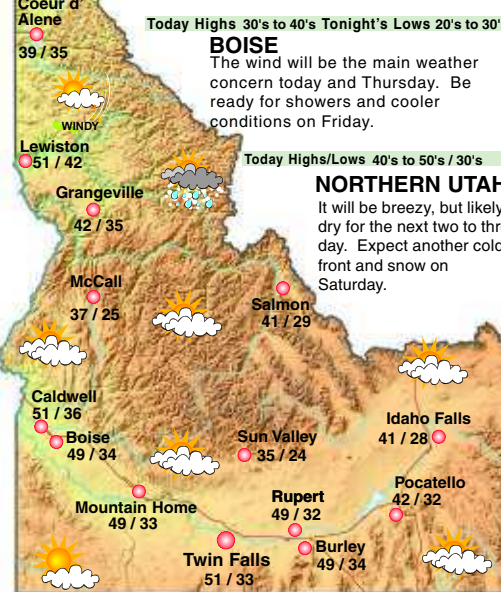 Coeur d'
Alene
39 / 35
Today Highs 30's to 40's Tonight's Lows 20's to 30'
BOISE
The wind will be the main weather
concern today and Thursday. Be
ready for showers and cooler
conditions on Friday.
WINDY
Lewiston
51 / 42
Today Highs/Lows 40's to 50's / 30's
NORTHERN UTAH
It will be breezy, but likely
dry for the next two to thr
day. Expect another cold
front and snow on
Saturday.
Grangeville
42 / 35
McCall
37 / 25
Salmon
41 / 29
Caldwell
51 / 36
Boise
49 / 34
Sun Valley
35 / 24
Idaho Falls
41 / 28
Mountain Home
49 / 33
Rupert
49 / 32
Pocatello
42 / 32
Twin Falls
51 / 33
Burley
49 / 34